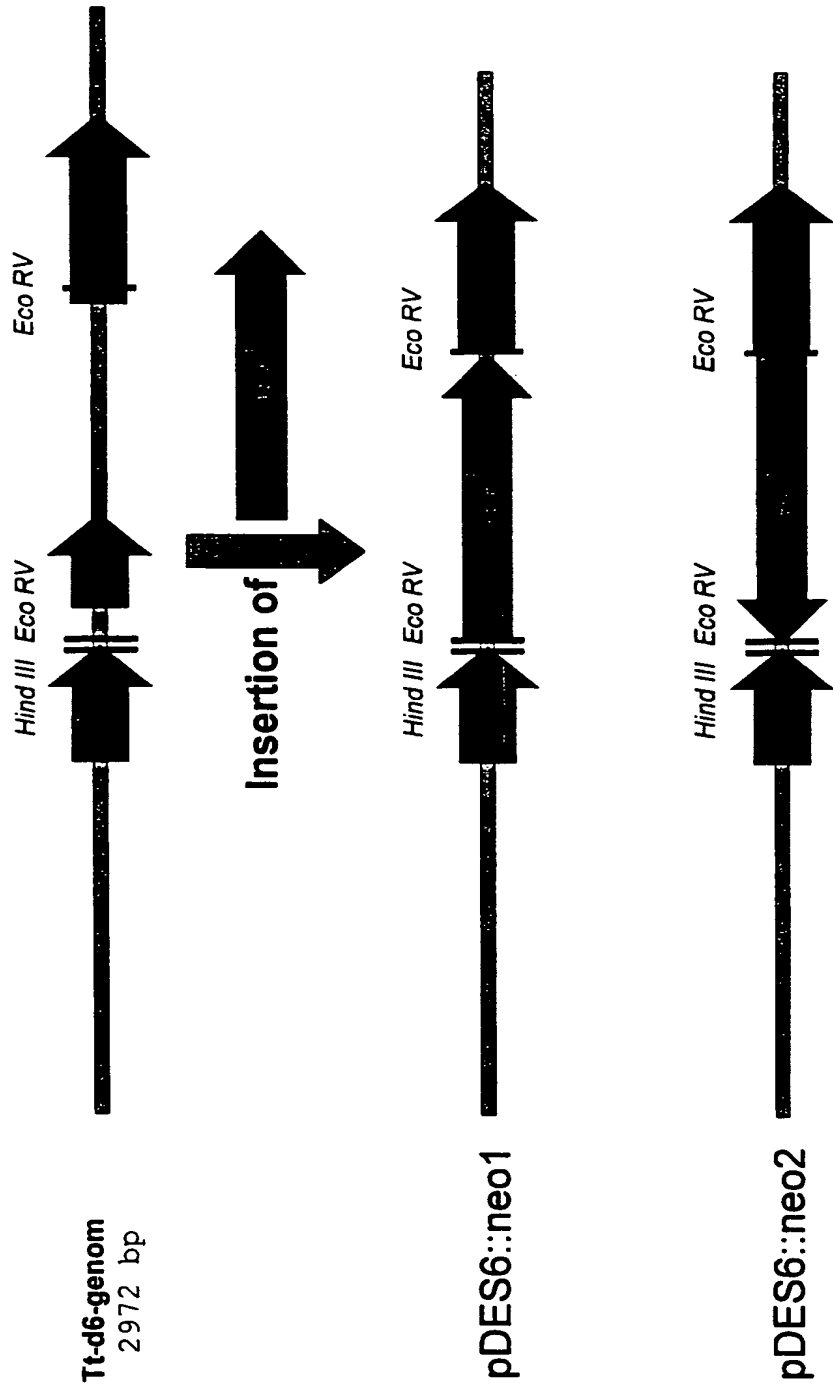 Tt-d6-genom
2972 bp
Hind III
Eco RV
Eco RV
Insertion of
pDES6::neo1
Hind III
Eco RV
Eco RV
pDES6::neo2
Hind III
Eco RV
Eco RV